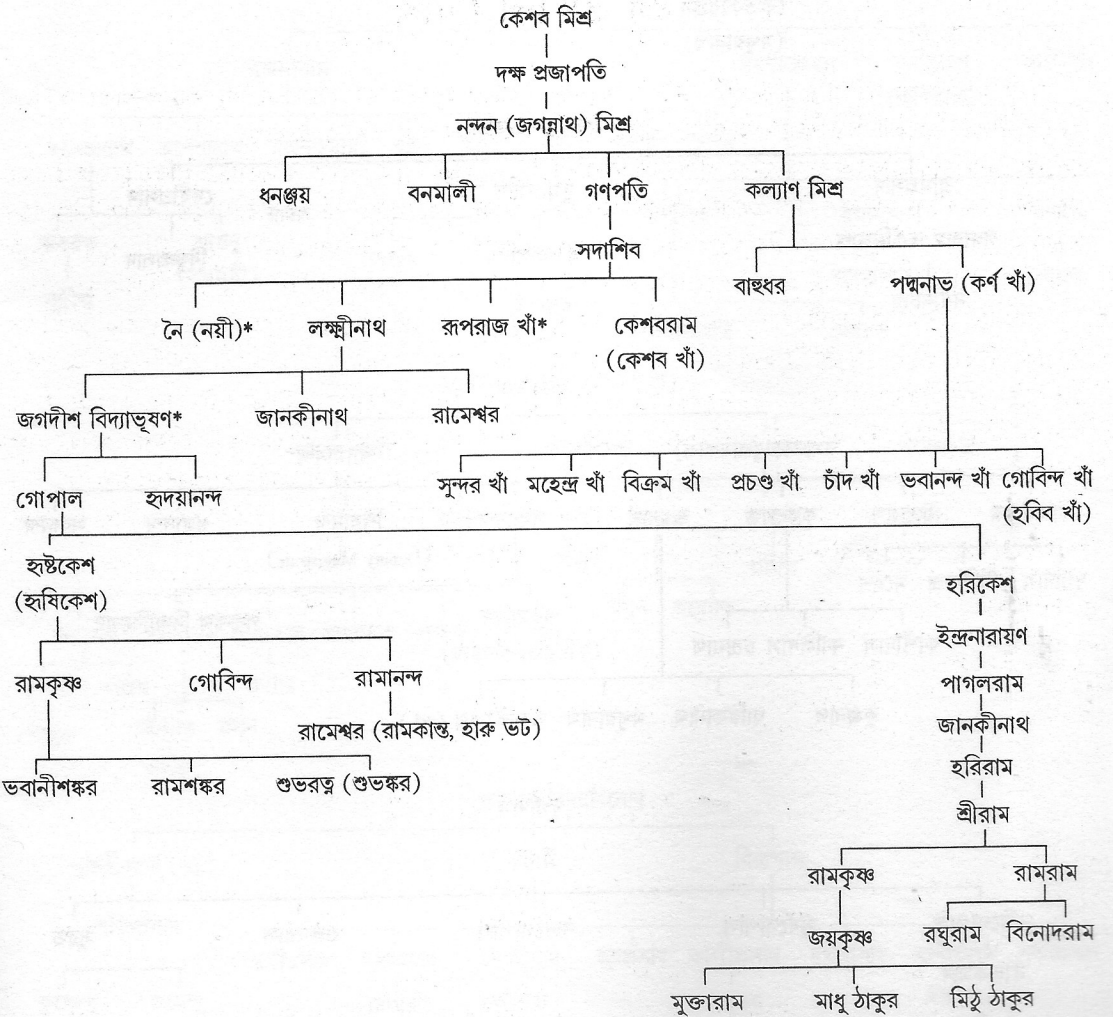 কেশব মিশ্র
দক্ষ প্রজাপতি
নন্দন (জগন্নাথ) মিশ্র
ধনঞ্জয় বনমালী গণপতি কল্যাণ মিশ্র
সদাশিব
বাহুধর পদ্মনাভ (কর্ণ খাঁ)
নৈ (নয়ী)* লক্ষ্মীনাথ রূপরাজ খাঁ* কেশবরাম
(কেশব খাঁ)
জগদীশ বিদ্যাভূষণ* জানকীনাথ রামেশ্বর
সুন্দর খাঁ মহেন্দ্র খাঁ বিক্রম খাঁ প্রচণ্ড খাঁ চাঁদ খাঁ ভবানন্দ খাঁ গোবিন্দ খাঁ
(হবিব খাঁ)
গোপাল হৃদয়ানন্দ
হৃষ্টকেশ
(হৃষিকেশ)
হরিকেশ
ইন্দ্রনারায়ণ
রামকৃষ্ণ গোবিন্দ রামানন্দ
পাগলরাম
রামেশ্বর (রামকান্ত, হারু ভট)
জানকীনাথ
হরিরাম
ভবানীশঙ্কর রামশঙ্কর শুভরত্ন (শুভঙ্কর)
শ্রীরাম
রামকৃষ্ণ রামরাম
জয়কৃষ্ণ রঘুরাম বিনোদরাম
মুক্তারাম মাধু ঠাকুর মিঠু ঠাকুর